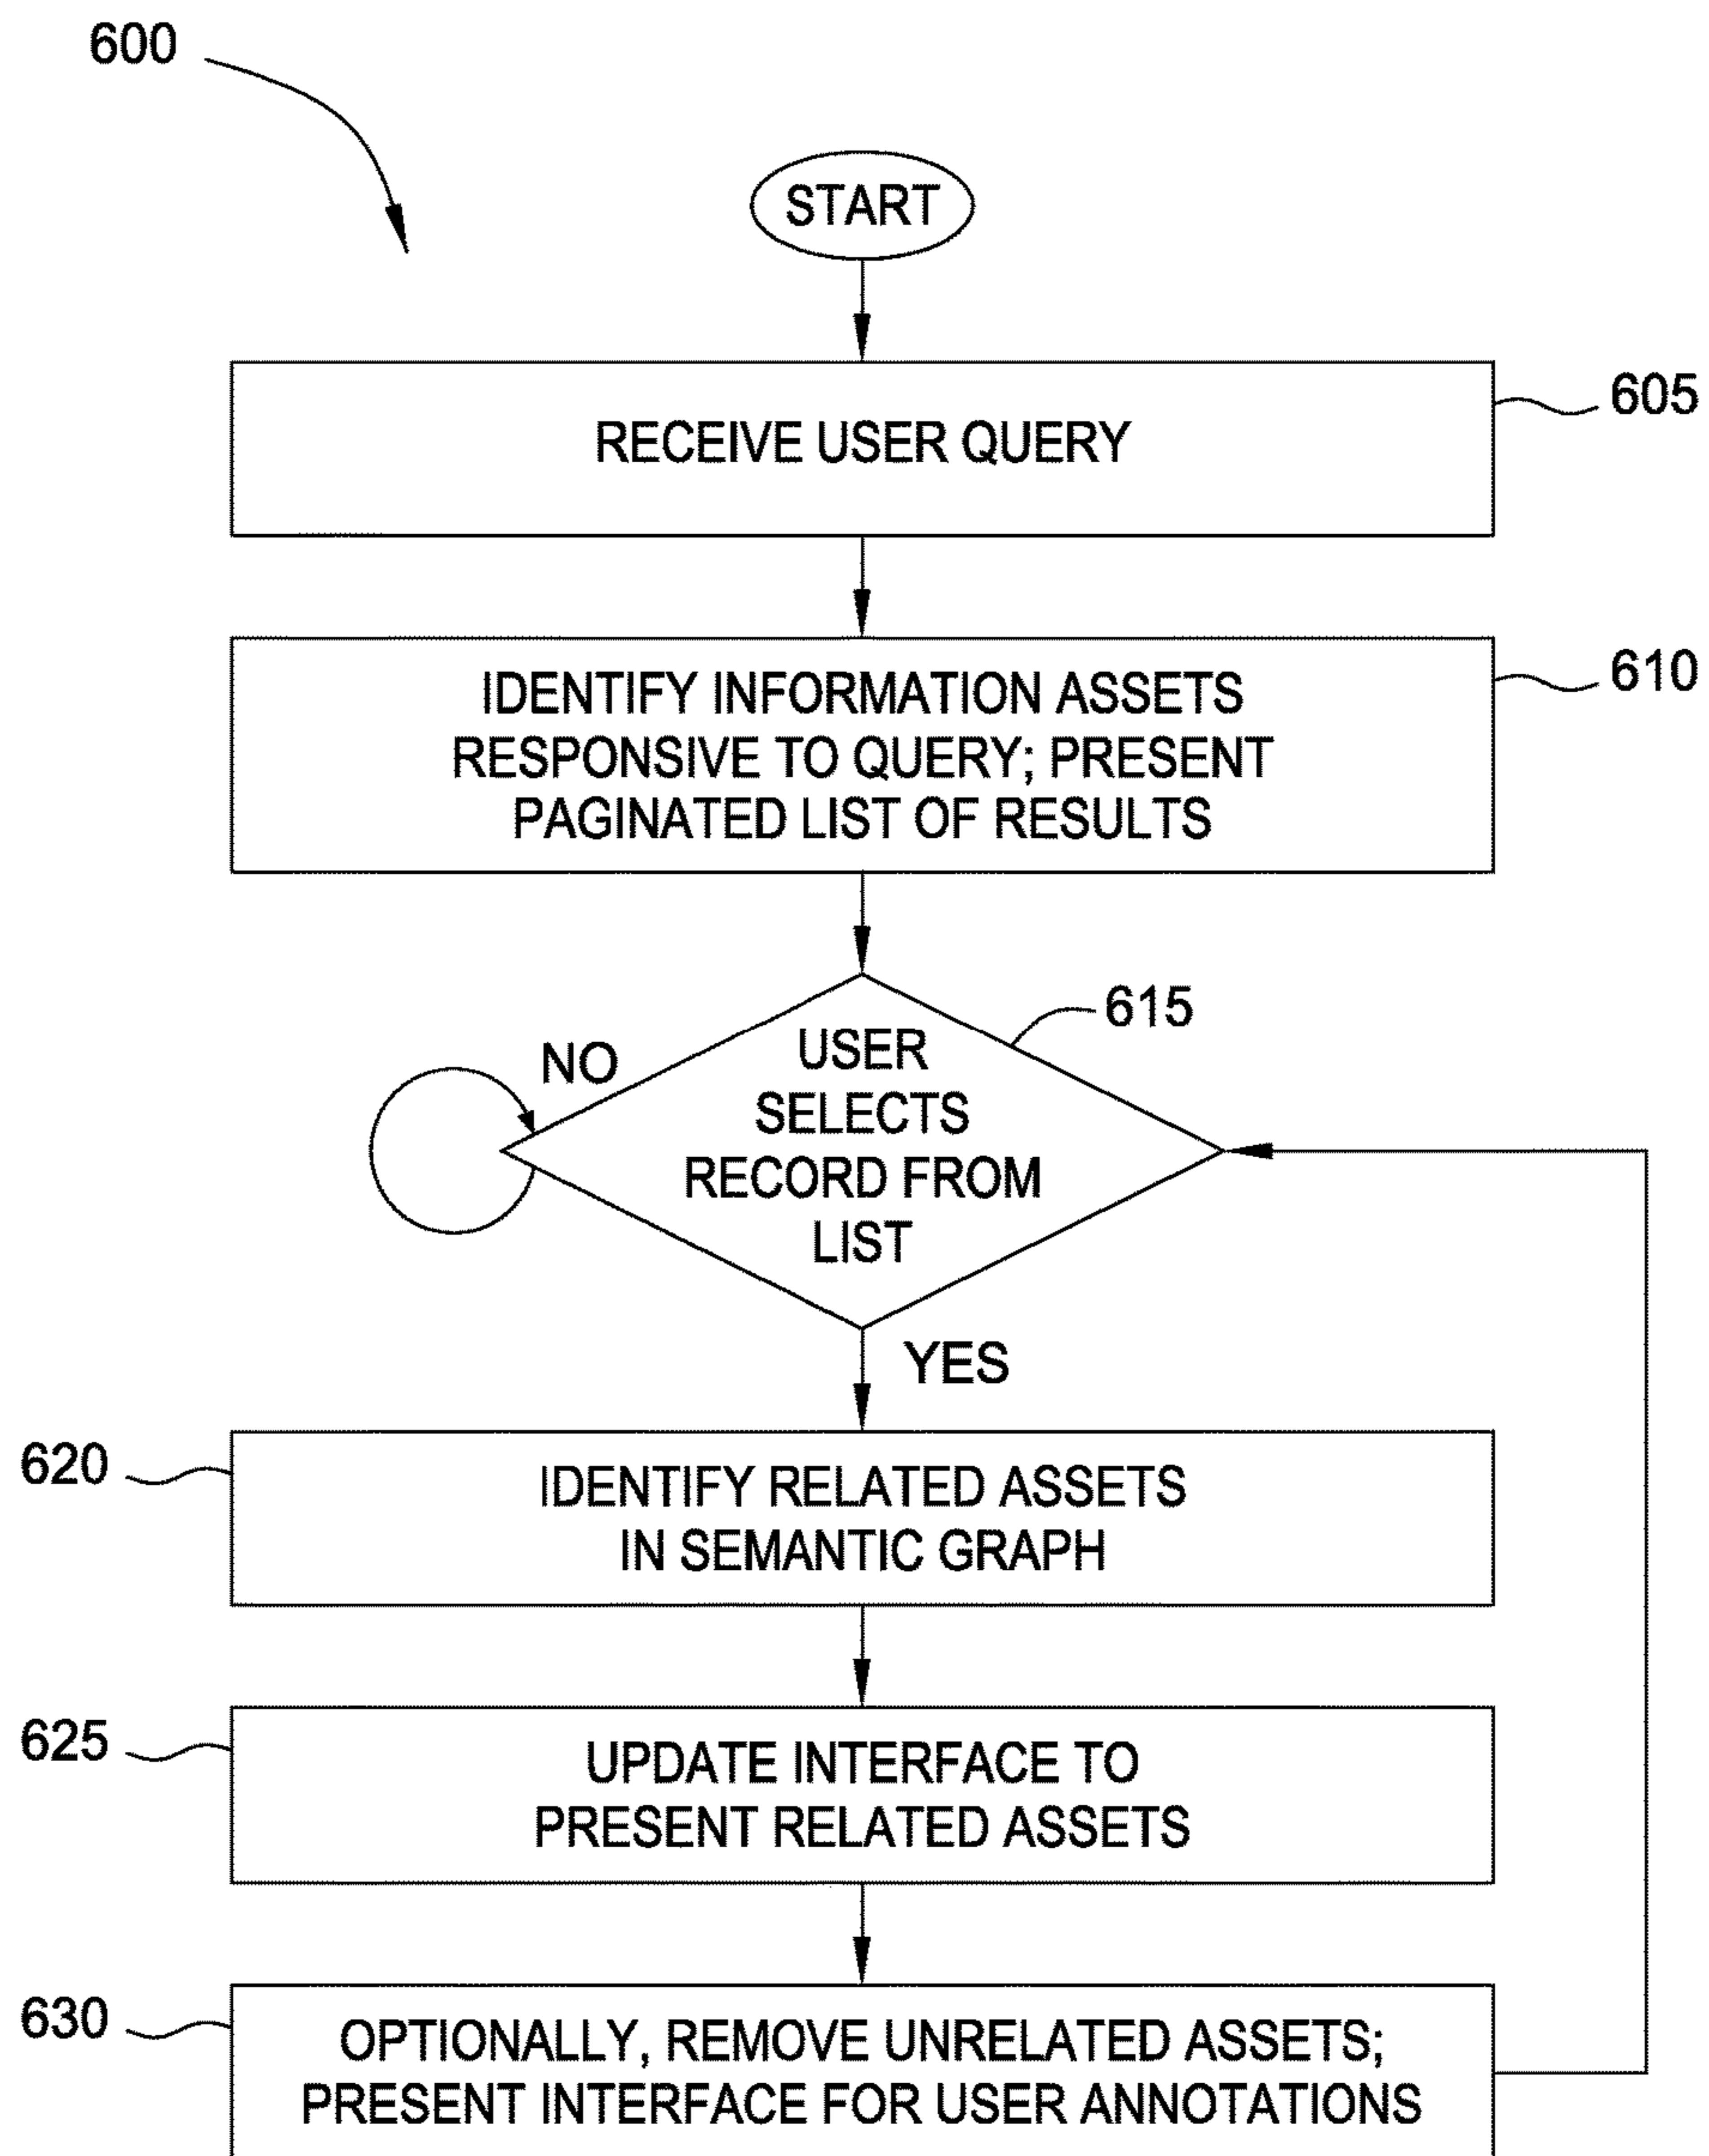 600
START
605
RECEIVE USER QUERY
610
IDENTIFY INFORMATION ASSETS
RESPONSIVE TO QUERY; PRESENT
PAGINATED LIST OF RESULTS
615
NO
USER
SELECTS
RECORD FROM
LIST
YES
620
IDENTIFY RELATED ASSETS
IN SEMANTIC GRAPH
625
UPDATE INTERFACE TO
PRESENT RELATED ASSETS
630
OPTIONALLY, REMOVE UNRELATED ASSETS;
PRESENT INTERFACE FOR USER ANNOTATIONS